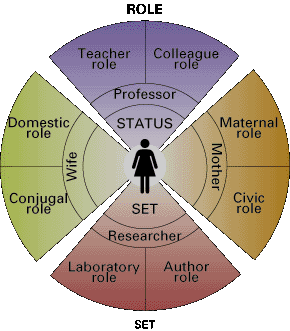 ROLE
Teacher
role
Colleague
role
Professor
STATUS
Domestic
role
Conjugal
role
Wife
Mother
Maternal
role
Civic
role
SET
Researcher
Laboratory
role
Author
role
SET